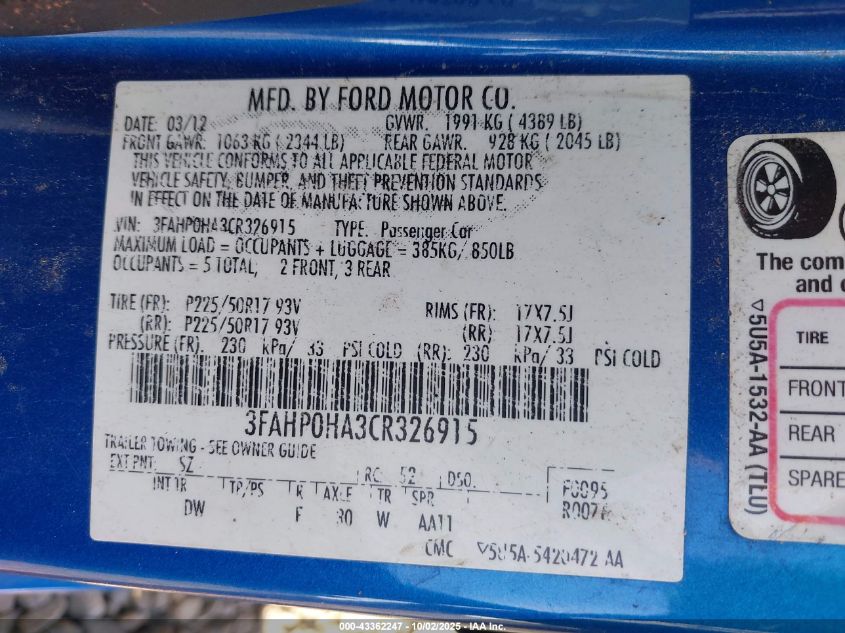 MFD. BY FORD MOTOR CO.
DATE: 03/12 GVWR: 1991 KG ( 4389 LB)
FRONT GAWR: 1063 KG ( 2344 LB) REAR GAWR: 928 KG ( 2045 LB)
THIS VEHICLE CONFORMS TO ALL APPLICABLE FEDERAL MOTOR
VEHICLE SAFETY, BUMPER, AND THEFT PREVENTION STANDARDS
IN EFFECT ON THE DATE OF MANUFACTURE SHOWN ABOVE.
VIN: 3FAHP0HA3CR326915 TYPE: Passenger Car
MAXIMUM LOAD = OCCUPANTS + LUGGAGE = 385KG/ 850LB
OCCUPANTS = 5 TOTAL, 2 FRONT, 3 REAR
TIRE (FR): P225/50R17 93V RIMS (FR): 17X7.5J
(RR): P225/50R17 93V (RR) 17X7.5J
PRESSURE (FR): 230 kPa/ 33 PSI COLD (RR): 230 kPa/ 33 PSI COLD
3FAHP0HA3CR326915
TRAILER TOWING - SEE OWNER GUIDE
EXT PNT: SZ RC: 52 DSO:
INT TR TP/PS R AXLE TR SPR
DW F 30 W AA11
CMC ▽5U5A-5420472-AA
The com
and
▽5U5A-1532-AA (TLU)
TIRE
FRONT
REAR
SPARE
000-43362247 - 10/02/2025 - IAA Inc.